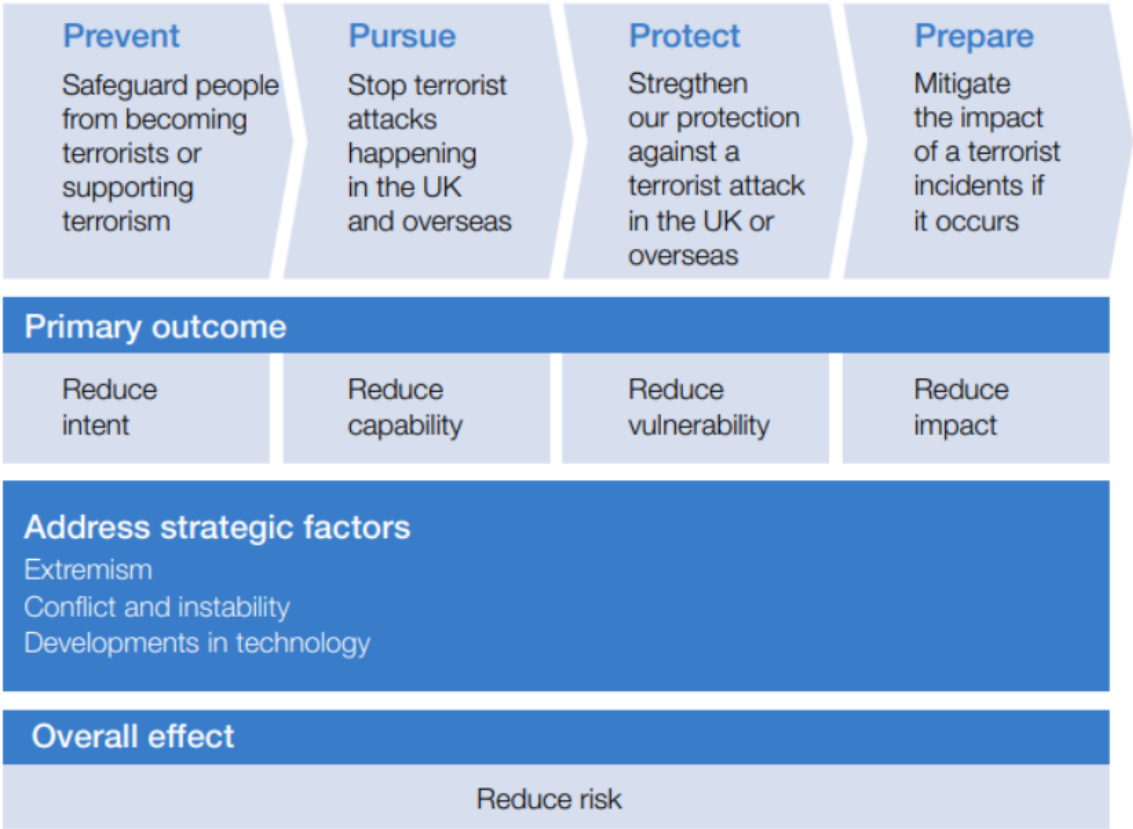 Prevent
Safeguard people
from becoming
terrorists or
supporting
terrorism
Pursue
Stop terrorist
attacks
happening
in the UK
and overseas
Protect
Stregthen
our protection
against a
terrorist attack
in the UK or
overseas
Prepare
Mitigate
the impact
of a terrorist
incidents if
it occurs
Primary outcome
Reduce
intent
Reduce
capability
Reduce
vulnerability
Reduce
impact
Address strategic factors
Extremism
Conflict and instability
Developments in technology
Overall effect
Reduce risk